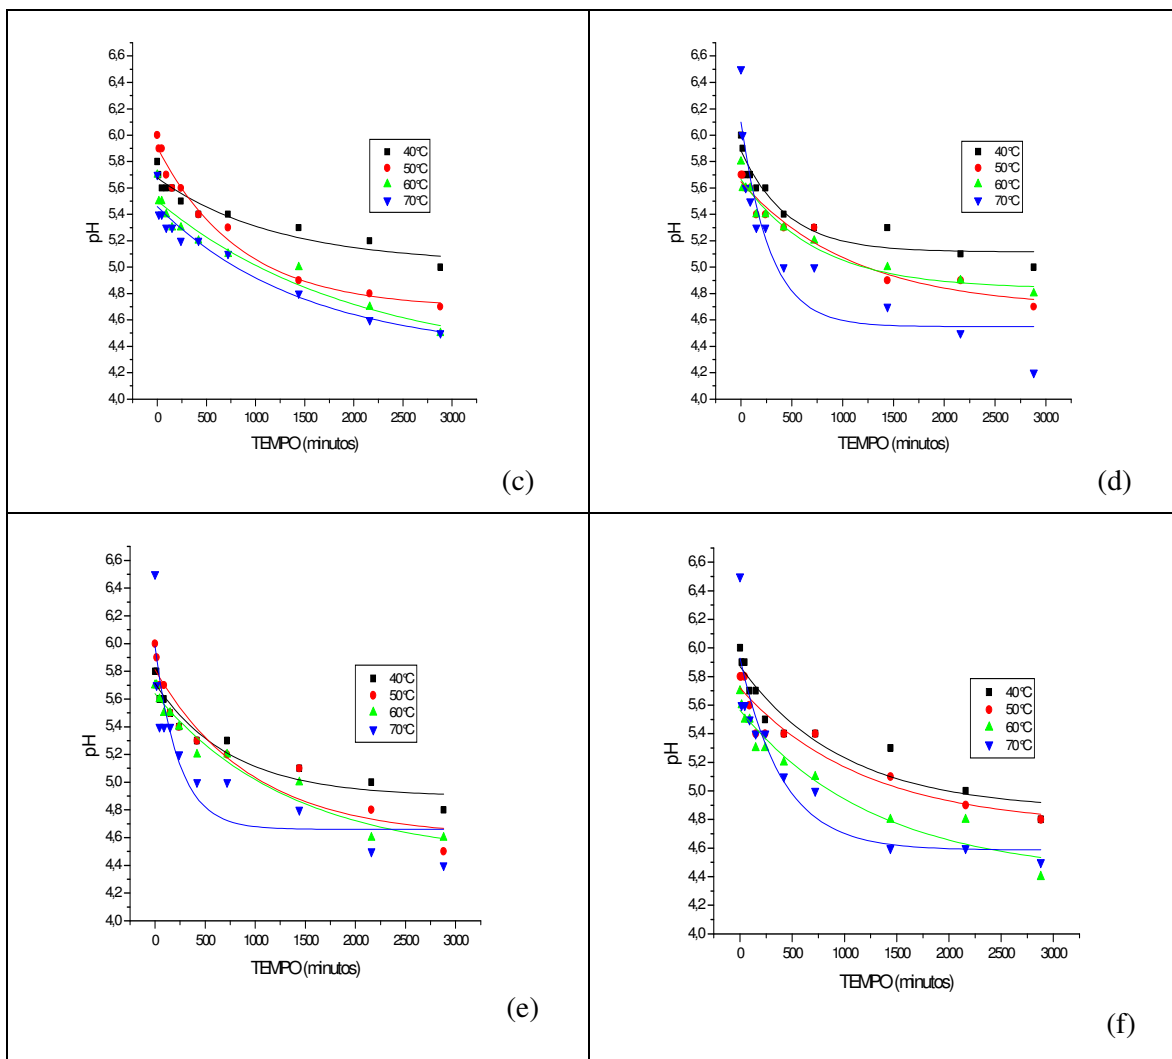 6,6
6,4
6,2
6,0
5,8
5,6
5,4
5,2
5,0
4,8
4,6
4,4
4,2
4,0
pH
40°C
50°C
60°C
70°C
0 500 1000 1500 2000 2500 3000
TEMPO (minutos)
(c)
6,6
6,4
6,2
6,0
5,8
5,6
5,4
5,2
5,0
4,8
4,6
4,4
4,2
4,0
pH
40°C
50°C
60°C
70°C
0 500 1000 1500 2000 2500 3000
TEMPO (minutos)
(d)
6,6
6,4
6,2
6,0
5,8
5,6
5,4
5,2
5,0
4,8
4,6
4,4
4,2
4,0
pH
40°C
50°C
60°C
70°C
0 500 1000 1500 2000 2500 3000
TEMPO (minutos)
(e)
6,6
6,4
6,2
6,0
5,8
5,6
5,4
5,2
5,0
4,8
4,6
4,4
4,2
4,0
pH
40°C
50°C
60°C
70°C
0 500 1000 1500 2000 2500 3000
TEMPO (minutos)
(f)